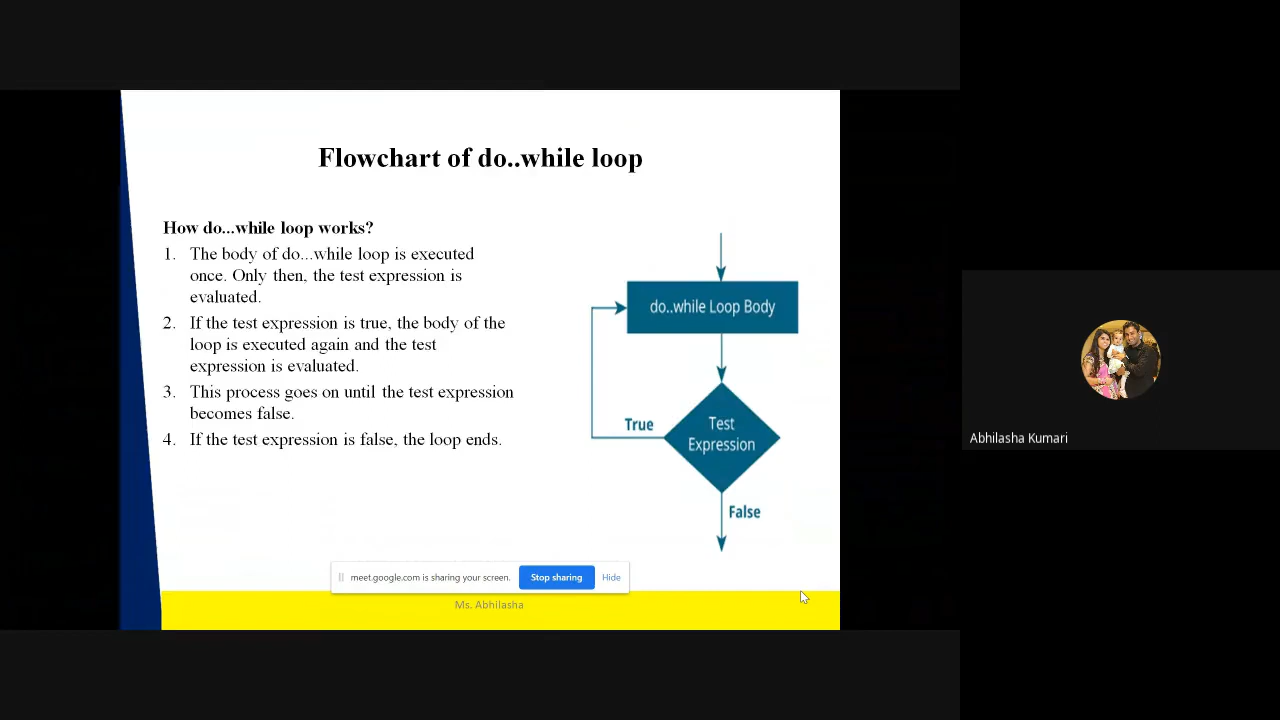 Flowchart of do..while loop
How do...while loop works?
1. The body of do...while loop is executed
once. Only then, the test expression is
evaluated.
2. If the test expression is true, the body of the
loop is executed again and the test
expression is evaluated.
3. This process goes on until the test expression
becomes false.
4. If the test expression is false, the loop ends.
do..while Loop Body
Test
Expression
True
False
meet.google.com is sharing your screen.
Stop sharing
Hide
Ms. Abhilasha
Abhilasha Kumari